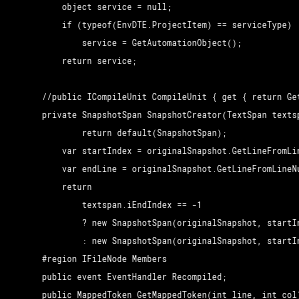 object service = null;
if (typeof(EnvDTE.ProjectItem) == serviceType)
service = GetAutomationObject();
return service;
//public ICompileUnit CompileUnit { get { return Get
private SnapshotSpan SnapshotCreator(TextSpan textsp
return default(SnapshotSpan);
var startIndex = originalSnapshot.GetLineFromLin
var endLine = originalSnapshot.GetLineFromLineNu
return
textspan.iEndIndex == -1
? new SnapshotSpan(originalSnapshot, startIn
: new SnapshotSpan(originalSnapshot, startIn
#region IFileNode Members
public event EventHandler Recompiled;
public MappedToken GetMappedToken(int line, int col